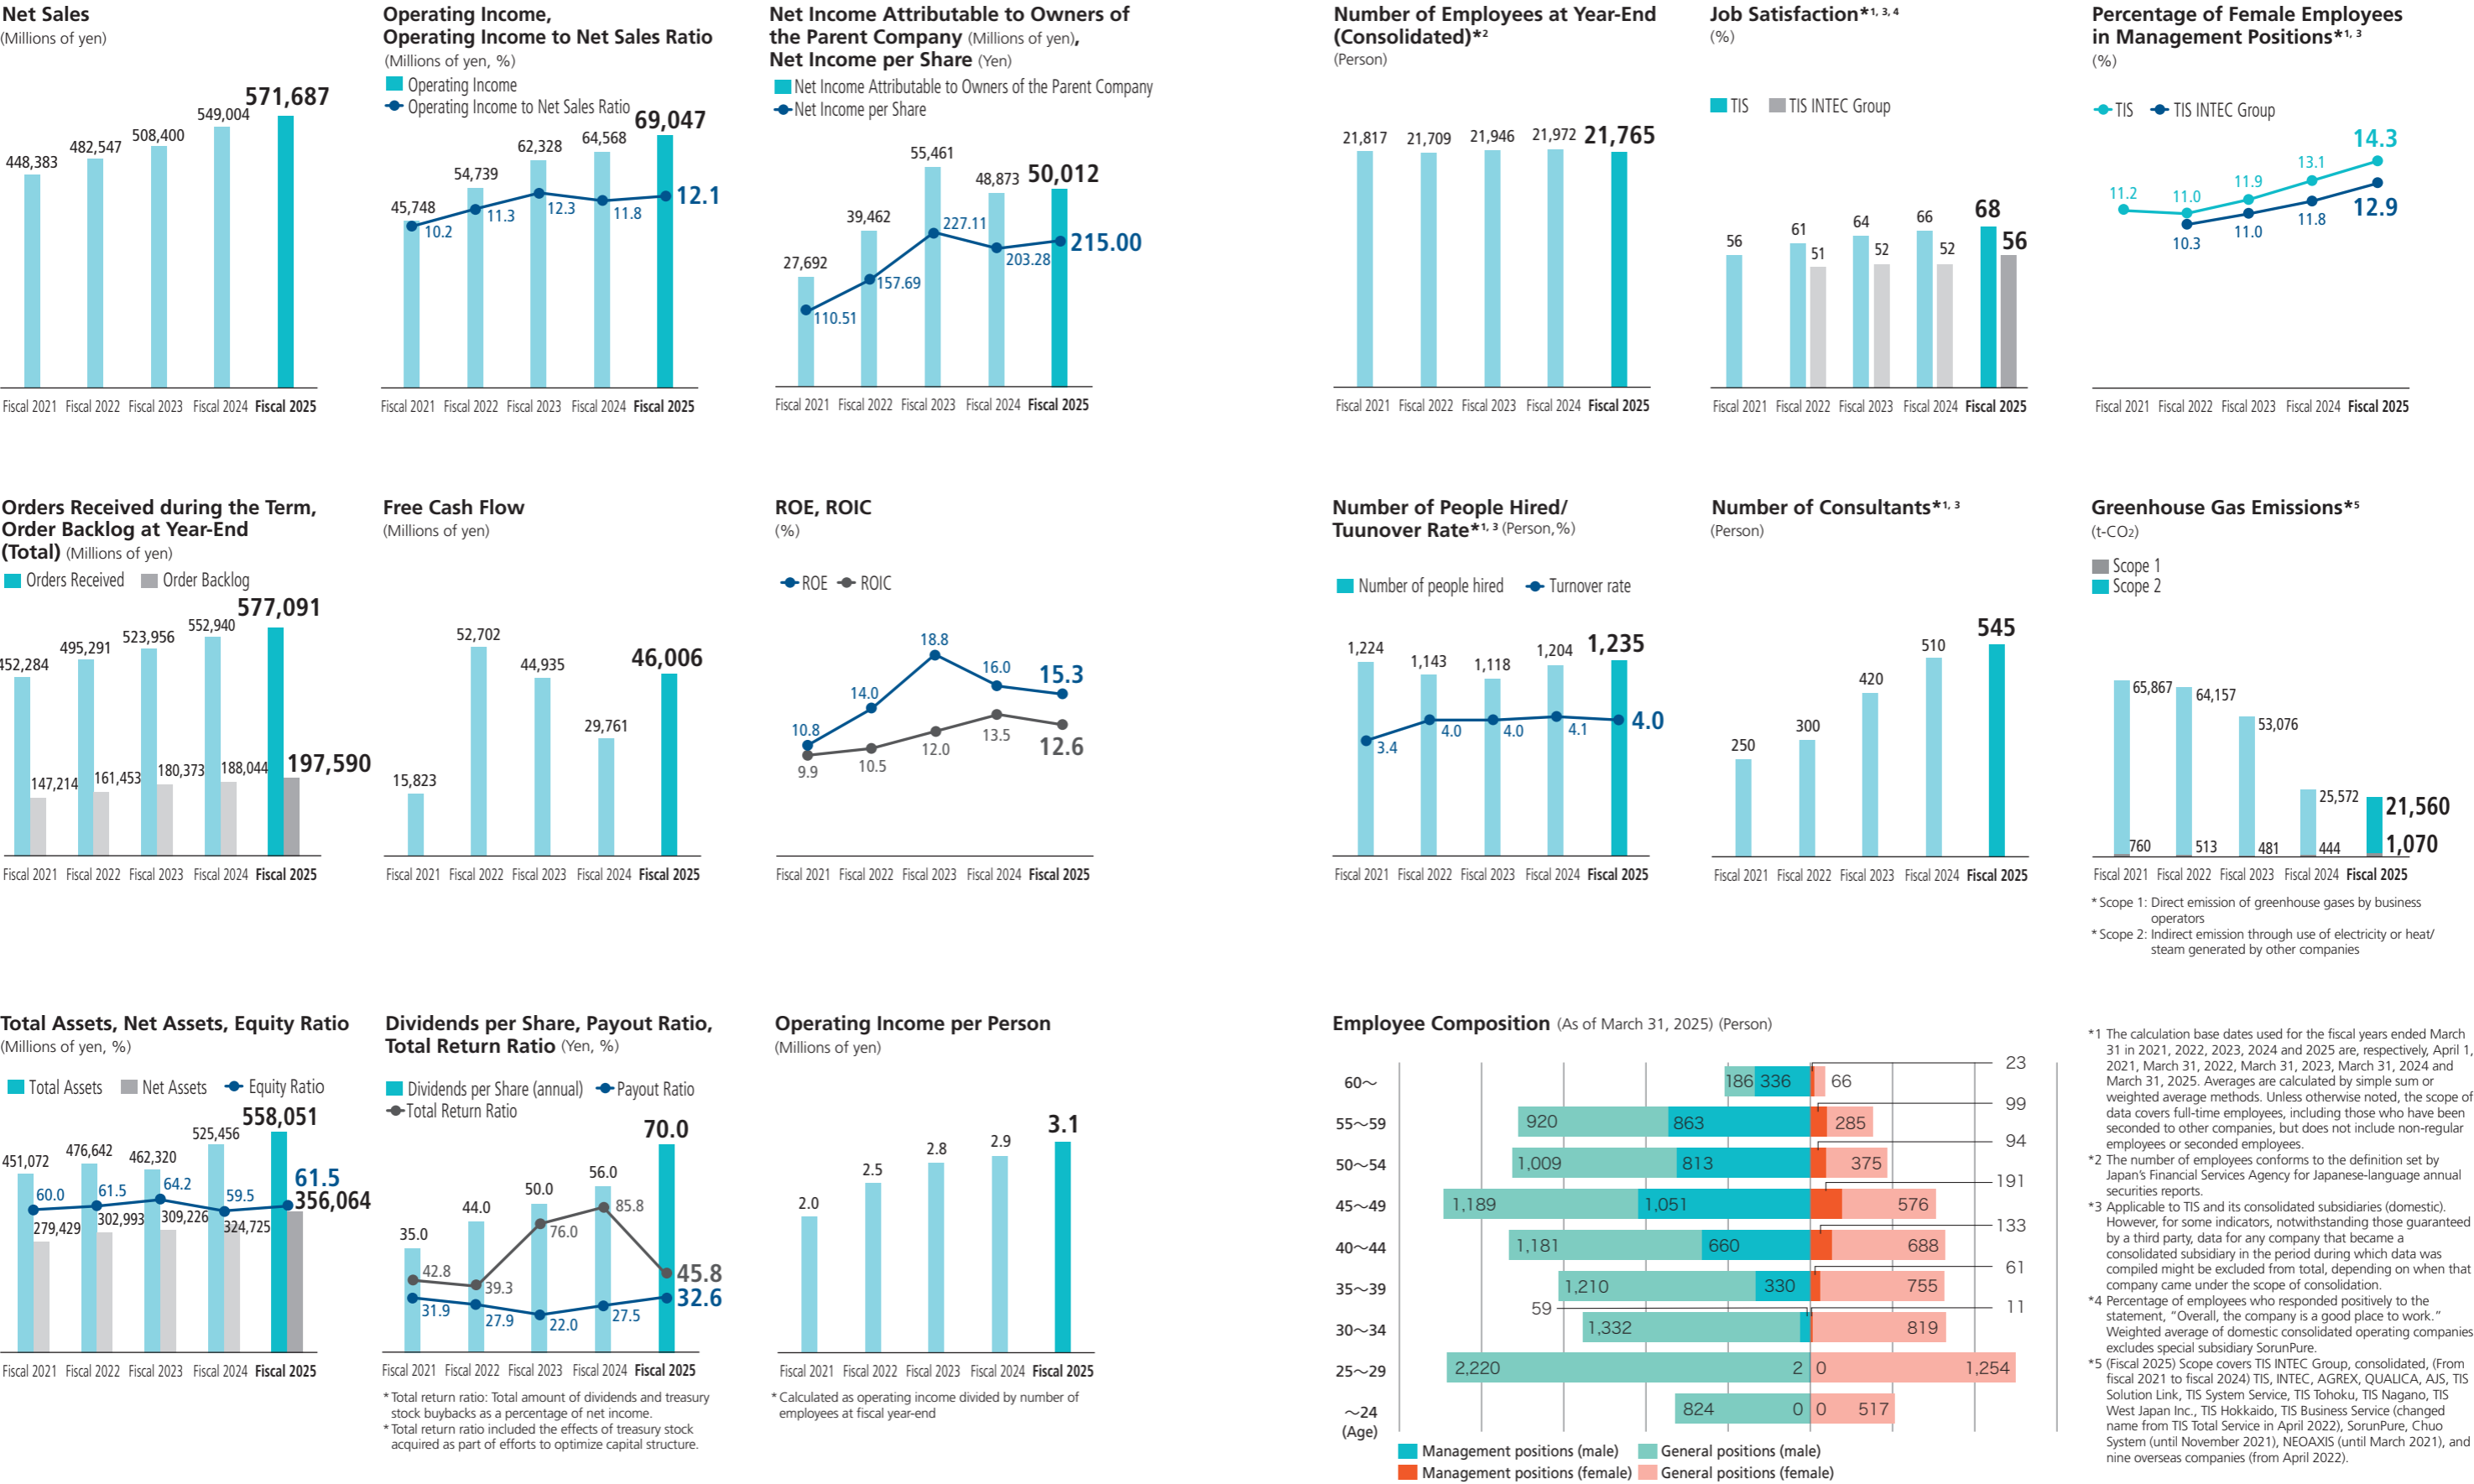 Net Sales
(Millions of yen)
571,687
549,004
508,400
482,547
448,383
Fiscal 2021 Fiscal 2022 Fiscal 2023 Fiscal 2024 Fiscal 2025
Operating Income,
Operating Income to Net Sales Ratio
(Millions of yen, %)
Operating Income
Operating Income to Net Sales Ratio
69,047
64,568
62,328
54,739
45,748
10.2
11.3
12.3
11.8
12.1
Fiscal 2021 Fiscal 2022 Fiscal 2023 Fiscal 2024 Fiscal 2025
Net Income Attributable to Owners of
the Parent Company (Millions of yen),
Net Income per Share (Yen)
Net Income Attributable to Owners of the Parent Company
Net Income per Share
55,461
48,873 50,012
39,462
27,692
110.51
157.69
227.11
203.28
215.00
Fiscal 2021 Fiscal 2022 Fiscal 2023 Fiscal 2024 Fiscal 2025
Number of Employees at Year-End
(Consolidated)*2
(Person)
21,817 21,709 21,946 21,972 21,765
Fiscal 2021 Fiscal 2022 Fiscal 2023 Fiscal 2024 Fiscal 2025
Job Satisfaction*1, 3, 4
(%)
TIS TIS INTEC Group
56
61
51
64
52
66
52
68
56
Fiscal 2021 Fiscal 2022 Fiscal 2023 Fiscal 2024 Fiscal 2025
Percentage of Female Employees
in Management Positions*1, 3
(%)
TIS TIS INTEC Group
11.2
11.0
11.9
13.1
14.3
10.3
11.0
11.8
12.9
Fiscal 2021 Fiscal 2022 Fiscal 2023 Fiscal 2024 Fiscal 2025
Orders Received during the Term,
Order Backlog at Year-End
(Total) (Millions of yen)
Orders Received Order Backlog
577,091
552,940
523,956
495,291
452,284
147,214
161,453
180,373
188,044
197,590
Fiscal 2021 Fiscal 2022 Fiscal 2023 Fiscal 2024 Fiscal 2025
Free Cash Flow
(Millions of yen)
15,823
52,702
44,935
29,761
46,006
Fiscal 2021 Fiscal 2022 Fiscal 2023 Fiscal 2024 Fiscal 2025
ROE, ROIC
(%)
ROE ROIC
10.8
14.0
18.8
16.0
15.3
9.9
10.5
12.0
13.5
12.6
Fiscal 2021 Fiscal 2022 Fiscal 2023 Fiscal 2024 Fiscal 2025
Number of People Hired/
Tuunover Rate*1, 3 (Person,%)
Number of people hired Turnover rate
1,224
1,143
1,118
1,204
1,235
3.4
4.0
4.0
4.1
4.0
Fiscal 2021 Fiscal 2022 Fiscal 2023 Fiscal 2024 Fiscal 2025
Number of Consultants*1, 3
(Person)
250
300
420
510
545
Fiscal 2021 Fiscal 2022 Fiscal 2023 Fiscal 2024 Fiscal 2025
Greenhouse Gas Emissions*5
(t-CO2)
Scope 1
Scope 2
65,867
64,157
53,076
25,572
21,560
760
513
481
444
1,070
Fiscal 2021 Fiscal 2022 Fiscal 2023 Fiscal 2024 Fiscal 2025
* Scope 1: Direct emission of greenhouse gases by business
operators
* Scope 2: Indirect emission through use of electricity or heat/
steam generated by other companies
Total Assets, Net Assets, Equity Ratio
(Millions of yen, %)
Total Assets Net Assets Equity Ratio
558,051
525,456
462,320
476,642
451,072
60.0
61.5
64.2
59.5
61.5
279,429
302,993
309,226
324,725
356,064
Fiscal 2021 Fiscal 2022 Fiscal 2023 Fiscal 2024 Fiscal 2025
Dividends per Share, Payout Ratio,
Total Return Ratio (Yen, %)
Dividends per Share (annual) Payout Ratio
Total Return Ratio
35.0
44.0
50.0
56.0
70.0
42.8
39.3
76.0
85.8
45.8
31.9
27.9
22.0
27.5
32.6
Fiscal 2021 Fiscal 2022 Fiscal 2023 Fiscal 2024 Fiscal 2025
* Total return ratio: Total amount of dividends and treasury
stock buybacks as a percentage of net income.
* Total return ratio included the effects of treasury stock
acquired as part of efforts to optimize capital structure.
Operating Income per Person
(Millions of yen)
2.0
2.5
2.8
2.9
3.1
Fiscal 2021 Fiscal 2022 Fiscal 2023 Fiscal 2024 Fiscal 2025
* Calculated as operating income divided by number of
employees at fiscal year-end
Employee Composition (As of March 31, 2025) (Person)
60～ 186 336 23 66
55～59 920 863 99 285
50～54 1,009 813 94 375
45～49 1,189 1,051 191 576
40～44 1,181 660 133 688
35～39 1,210 330 61 755
30～34 1,332 59 11 819
25～29 2,220 2 0 1,254
～24 824 0 0 517
(Age)
Management positions (male) General positions (male)
Management positions (female) General positions (female)
*1 The calculation base dates used for the fiscal years ended March
31 in 2021, 2022, 2023, 2024 and 2025 are, respectively, April 1,
2021, March 31, 2022, March 31, 2023, March 31, 2024 and
March 31, 2025. Averages are calculated by simple sum or
weighted average methods. Unless otherwise noted, the scope of
data covers full-time employees, including those who have been
seconded to other companies, but does not include non-regular
employees or seconded employees.
*2 The number of employees conforms to the definition set by
Japan's Financial Services Agency for Japanese-language annual
securities reports.
*3 Applicable to TIS and its consolidated subsidiaries (domestic).
However, for some indicators, notwithstanding those guaranteed
by a third party, data for any company that became a
consolidated subsidiary in the period during which data was
compiled might be excluded from total, depending on when that
company came under the scope of consolidation.
*4 Percentage of employees who responded positively to the
statement, “Overall, the company is a good place to work.”
Weighted average of domestic consolidated operating companies
excludes special subsidiary SorunPure.
*5 (Fiscal 2025) Scope covers TIS INTEC Group, consolidated, (From
fiscal 2021 to fiscal 2024) TIS, INTEC, AGREX, QUALICA, AJS, TIS
Solution Link, TIS System Service, TIS Tohoku, TIS Nagano, TIS
West Japan Inc., TIS Hokkaido, TIS Business Service (changed
name from TIS Total Service in April 2022), SorunPure, Chuo
System (until November 2021), NEOAXIS (until March 2021), and
nine overseas companies (from April 2022).